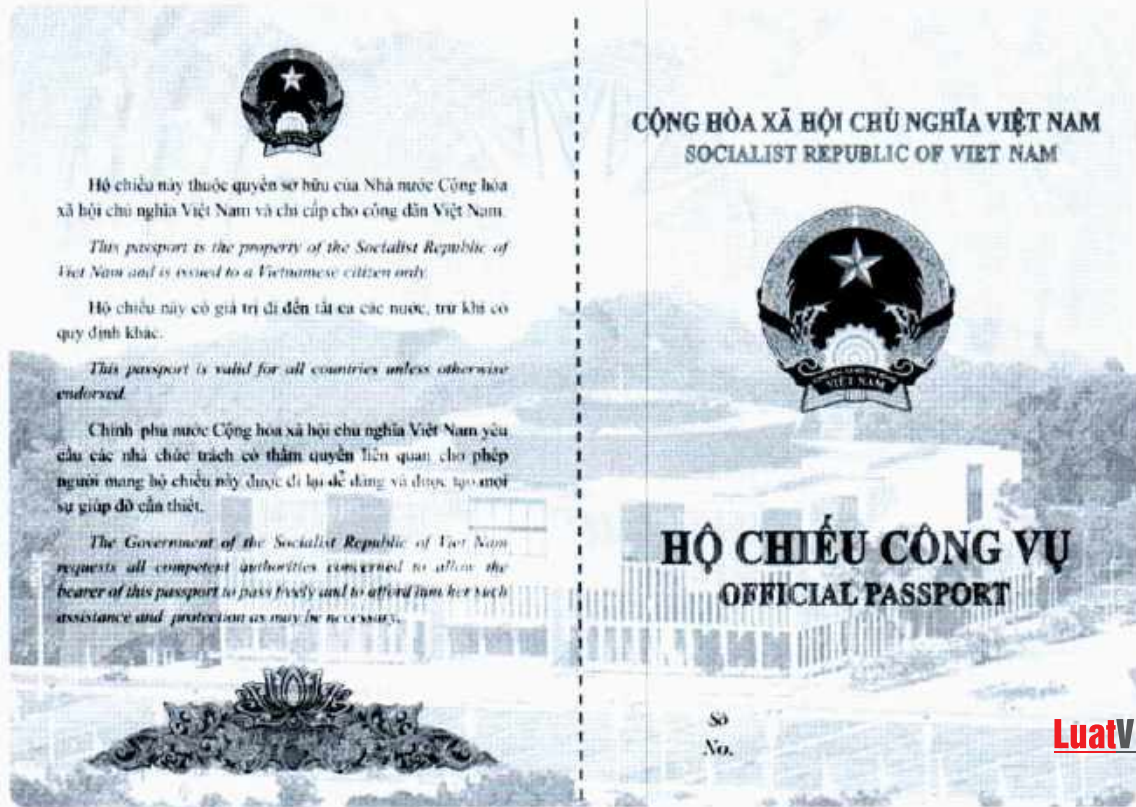 Hộ chiếu này thuộc quyền sở hữu của Nhà nước Cộng hòa
xã hội chủ nghĩa Việt Nam và chỉ cấp cho công dân Việt Nam.
This passport is the property of the Socialist Republic of
Viet Nam and is issued to a Vietnamese citizen only.
Hộ chiếu này có giá trị đi đến tất cả các nước, trừ khi có
quy định khác.
This passport is valid for all countries unless otherwise
endorsed.
Chính phủ nước Cộng hòa xã hội chủ nghĩa Việt Nam yêu
cầu các nhà chức trách có thẩm quyền liên quan cho phép
người mang hộ chiếu này được đi lại dễ dàng và được tạo mọi
sự giúp đỡ cần thiết.
The Government of the Socialist Republic of Viet Nam
requests all competent authorities concerned to allow the
bearer of this passport to pass freely and to afford him/her such
assistance and protection as may be necessary.
CỘNG HÒA XÃ HỘI CHỦ NGHĨA VIỆT NAM
SOCIALIST REPUBLIC OF VIET NAM
VIỆT NAM
HỘ CHIẾU CÔNG VỤ
OFFICIAL PASSPORT
Số
No.
LuatV